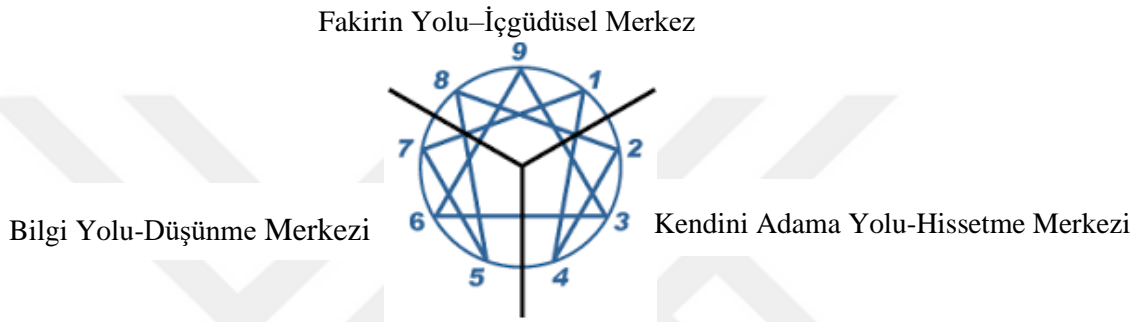 Fakirin Yolu–İçgüdüsel Merkez
9
8 1
7 2
Bilgi Yolu-Düşünme Merkezi 6 3 Kendini Adama Yolu-Hissetme Merkezi
5 4